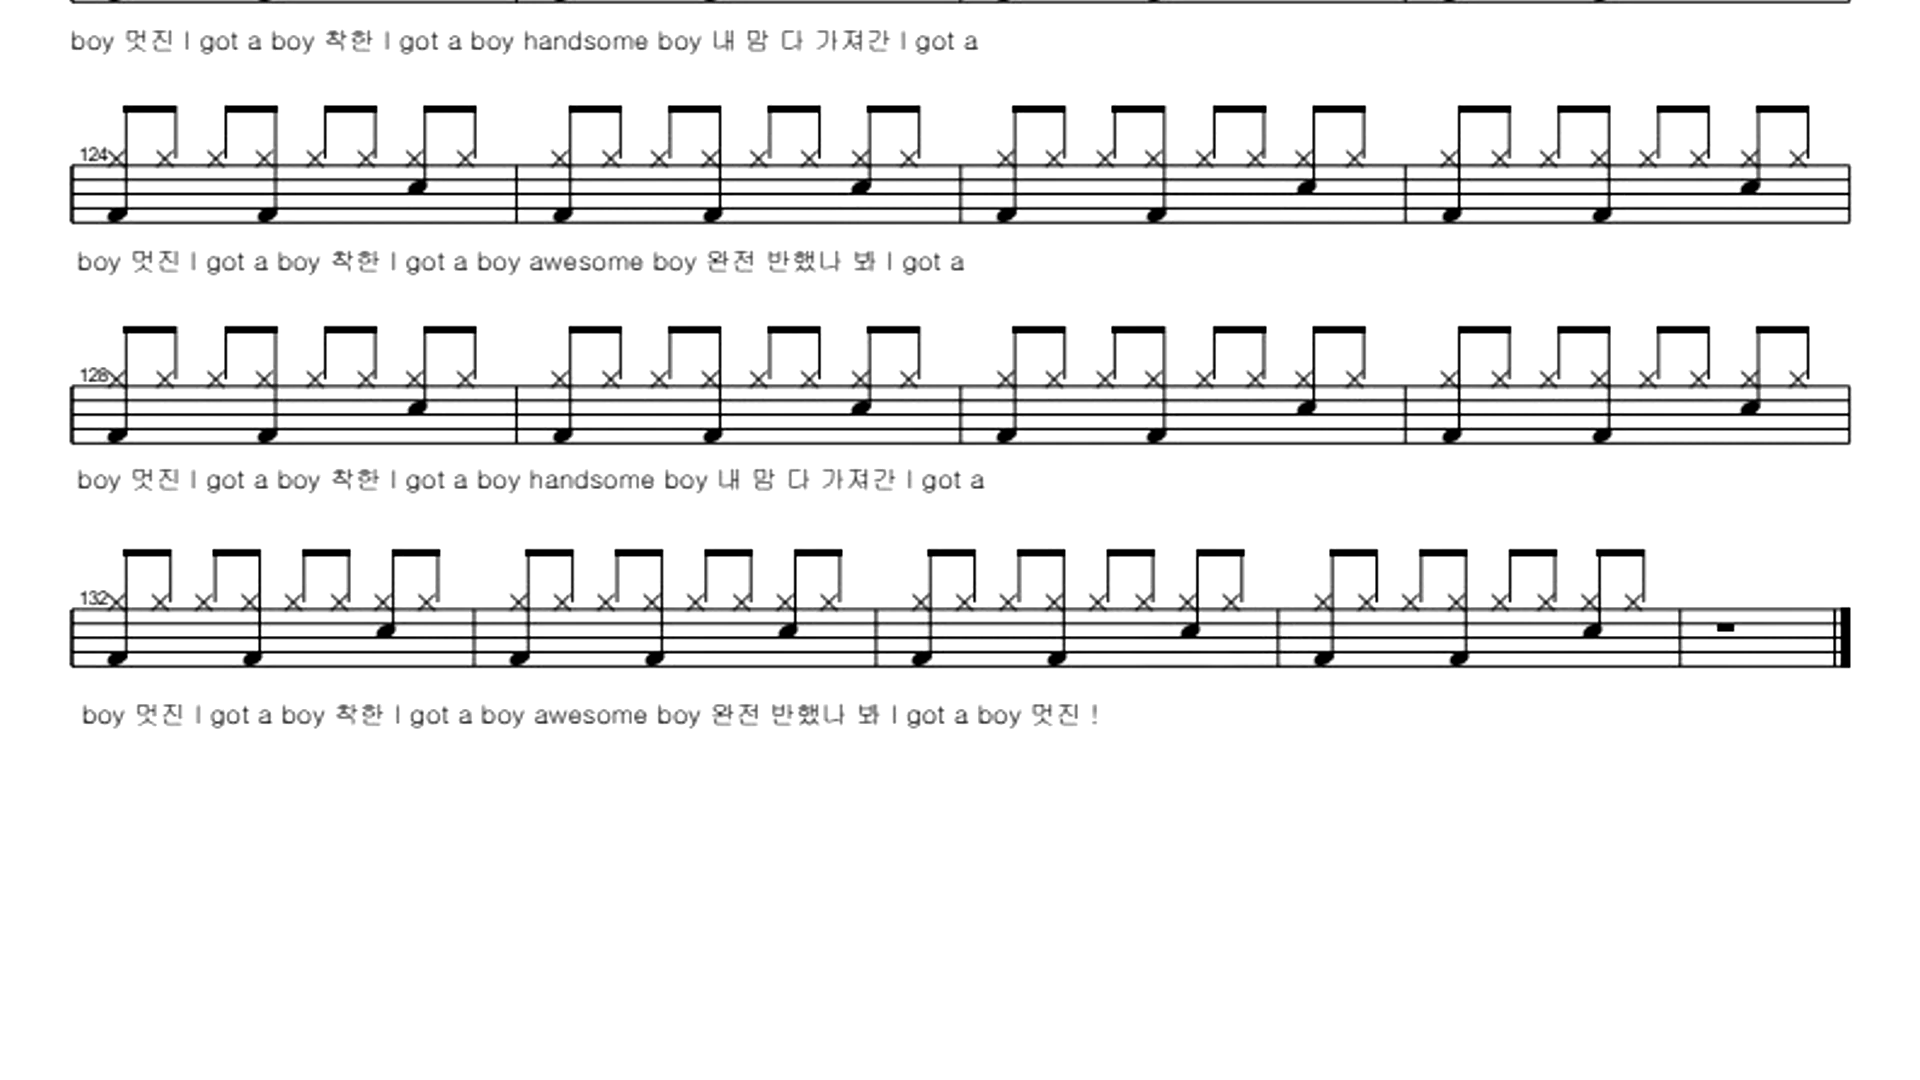 boy 멋진 I got a boy 착한 I got a boy handsome boy 내 맘 다 가져간 I got a
124
boy 멋진 I got a boy 착한 I got a boy awesome boy 완전 반했나 봐 I got a
128
boy 멋진 I got a boy 착한 I got a boy handsome boy 내 맘 다 가져간 I got a
132
boy 멋진 I got a boy 착한 I got a boy awesome boy 완전 반했나 봐 I got a boy 멋진 !